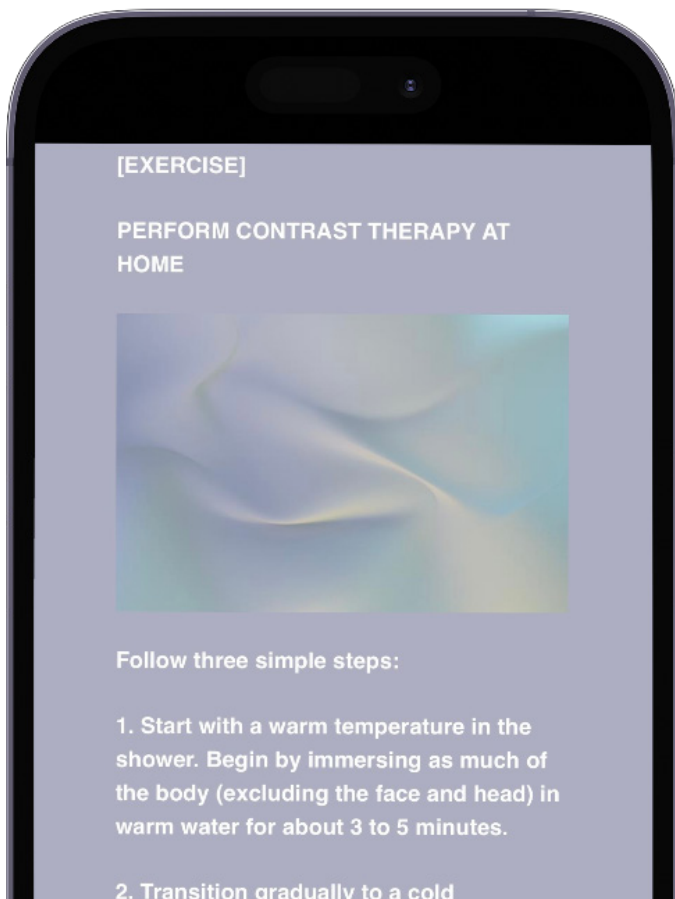 [EXERCISE]
PERFORM CONTRAST THERAPY AT
HOME
Follow three simple steps:
1. Start with a warm temperature in the
shower. Begin by immersing as much of
the body (excluding the face and head) in
warm water for about 3 to 5 minutes.
2. Transition gradually to a cold